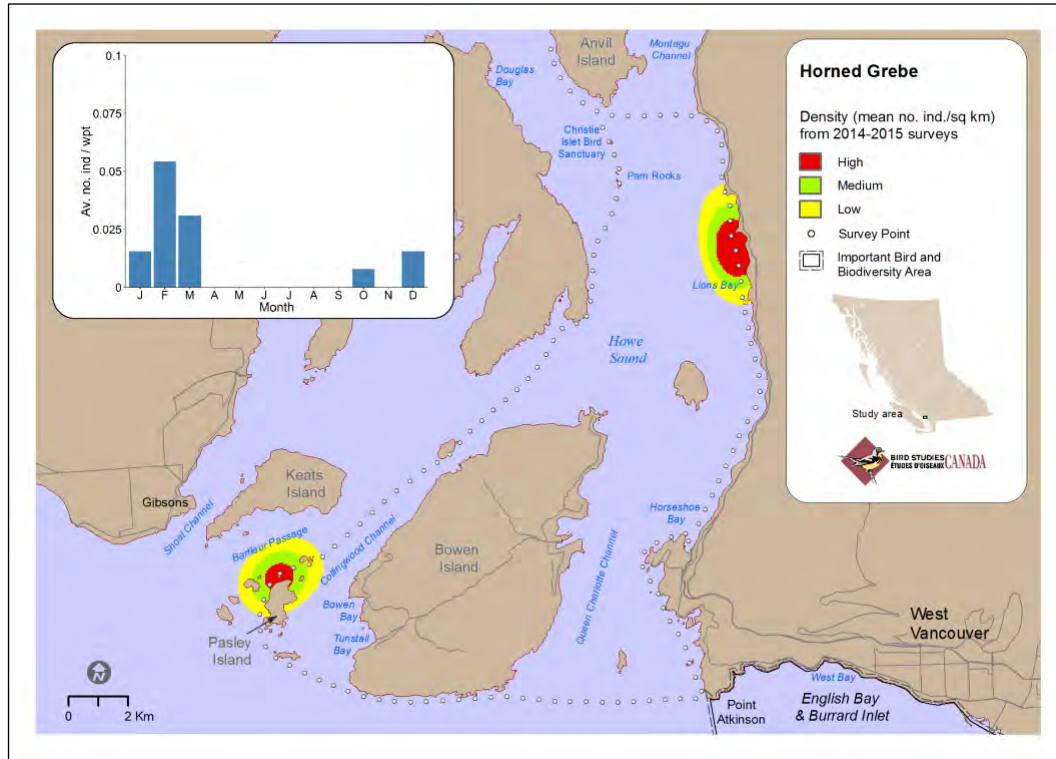 0.1
0.075
0.05
0.025
0
Av. no. ind / wpt
J F M A M J J A S O N D
Month
Anvil
Island
Montagu
Channel
Douglas
Bay
Christie
Islet Bird
Sanctuary
Pam Rocks
Lions Bay
Howe
Sound
Keats
Island
Gibsons
Shoal Channel
Barfleur Passage
Collingwood Channel
Horseshoe
Bay
Bowen
Island
Queen Charlotte Channel
Bowen
Bay
Tunstall
Bay
Pasley
Island
West
Vancouver
West Bay
English Bay
& Burrard Inlet
Point
Atkinson
N
0 2 Km
Horned Grebe
Density (mean no. ind./sq km)
from 2014-2015 surveys
High
Medium
Low
Survey Point
Important Bird and
Biodiversity Area
Study area
BIRD STUDIES
ÉTUDES D'OISEAUX CANADA